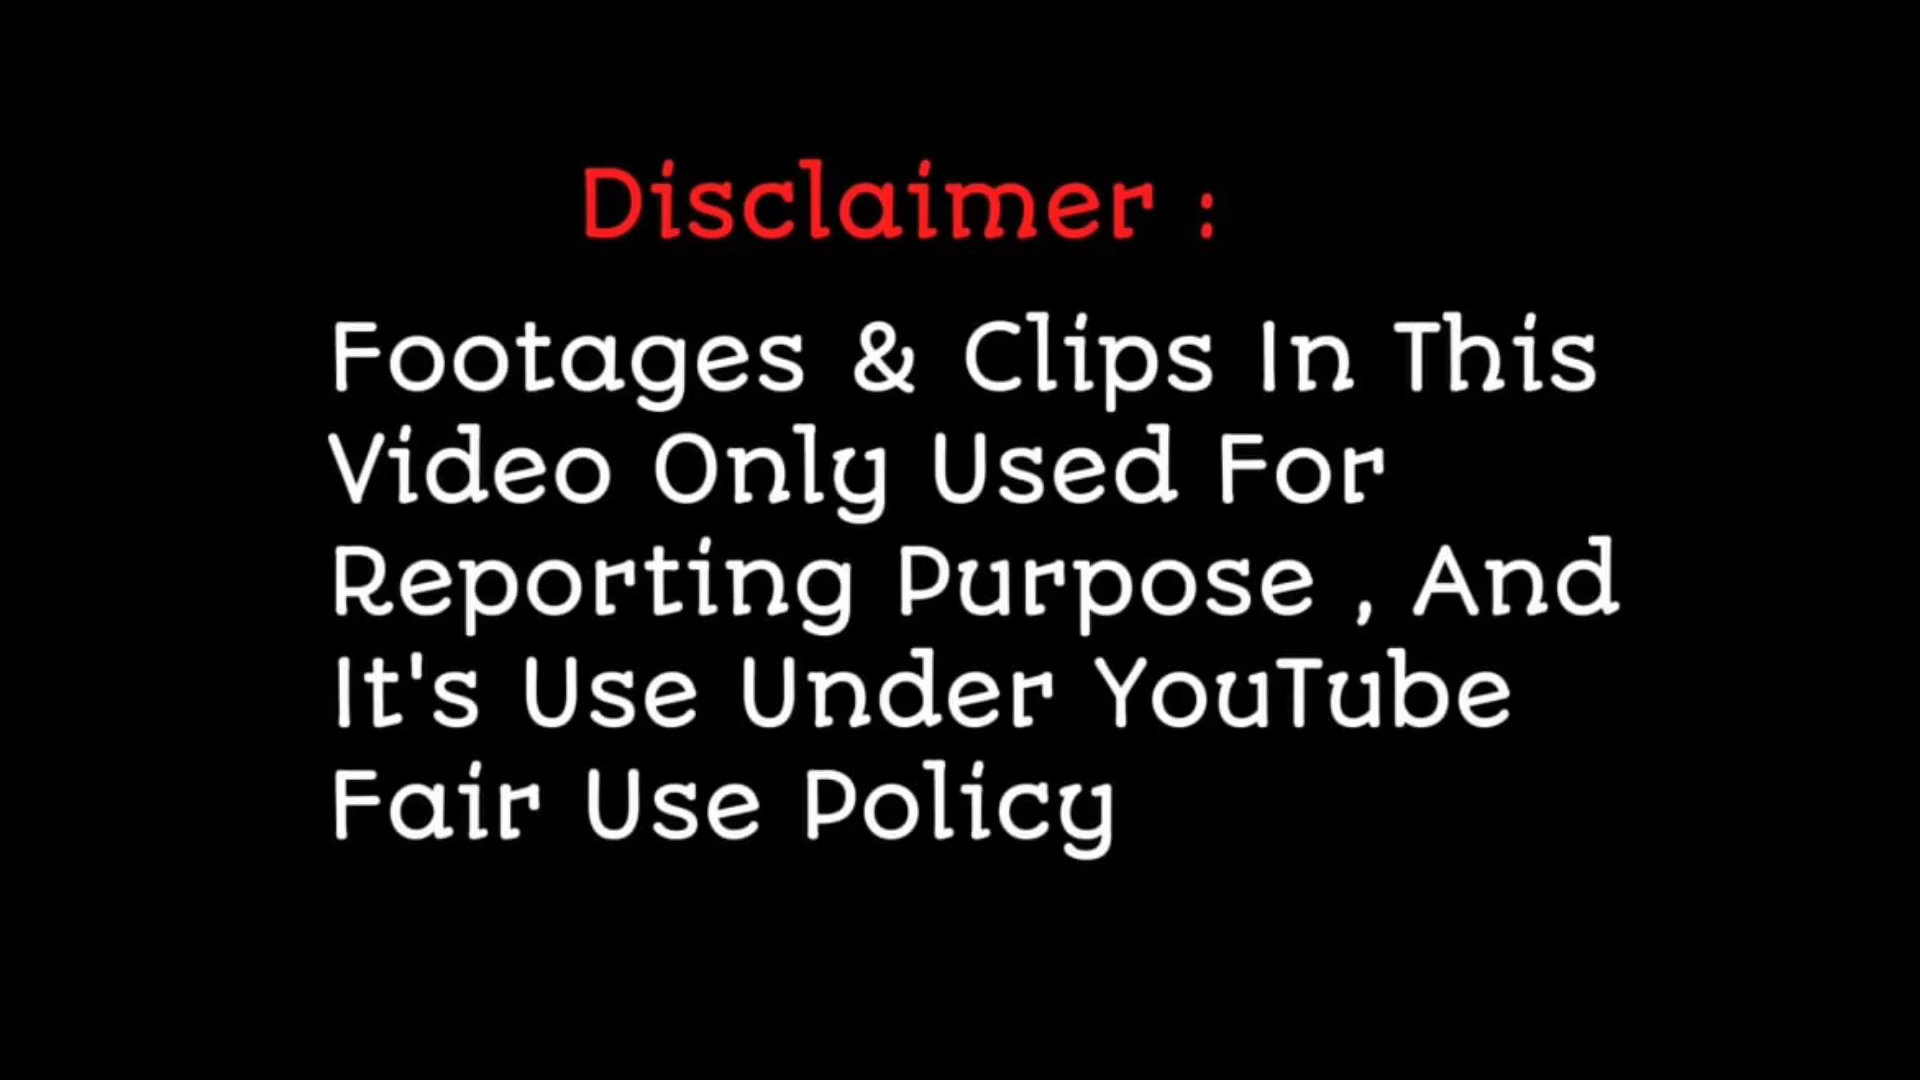 Disclaimer :
Footages & Clips In This
Video Only Used For
Reporting Purpose , And
It's Use Under YouTube
Fair Use Policy